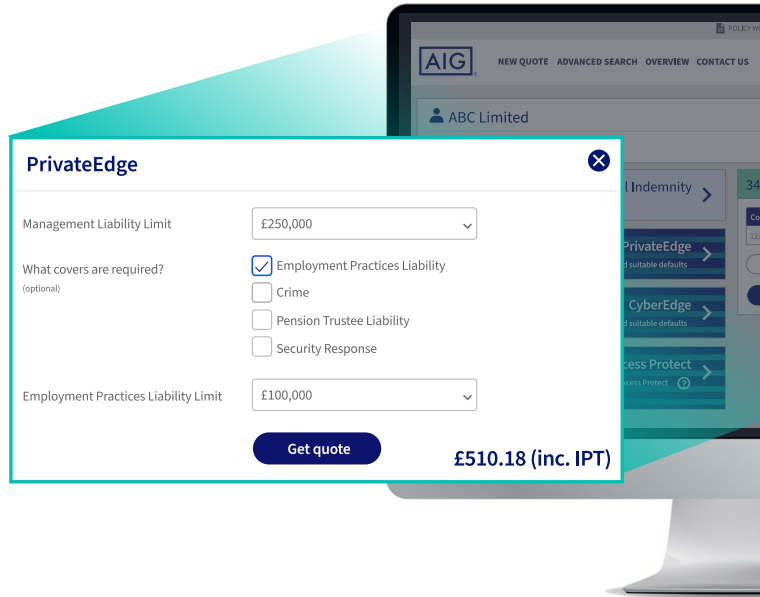 POLICY
AIG
NEW QUOTE ADVANCED SEARCH OVERVIEW CONTACT US
ABC Limited
PrivateEdge
Indemnity
34
Management Liability Limit
£250,000
PrivateEdge
suitable defaults
What covers are required?
(optional)
Employment Practices Liability
Crime
Pension Trustee Liability
Security Response
CyberEdge
suitable defaults
Protect
Protect
Employment Practices Liability Limit
£100,000
Get quote
£510.18 (inc. IPT)